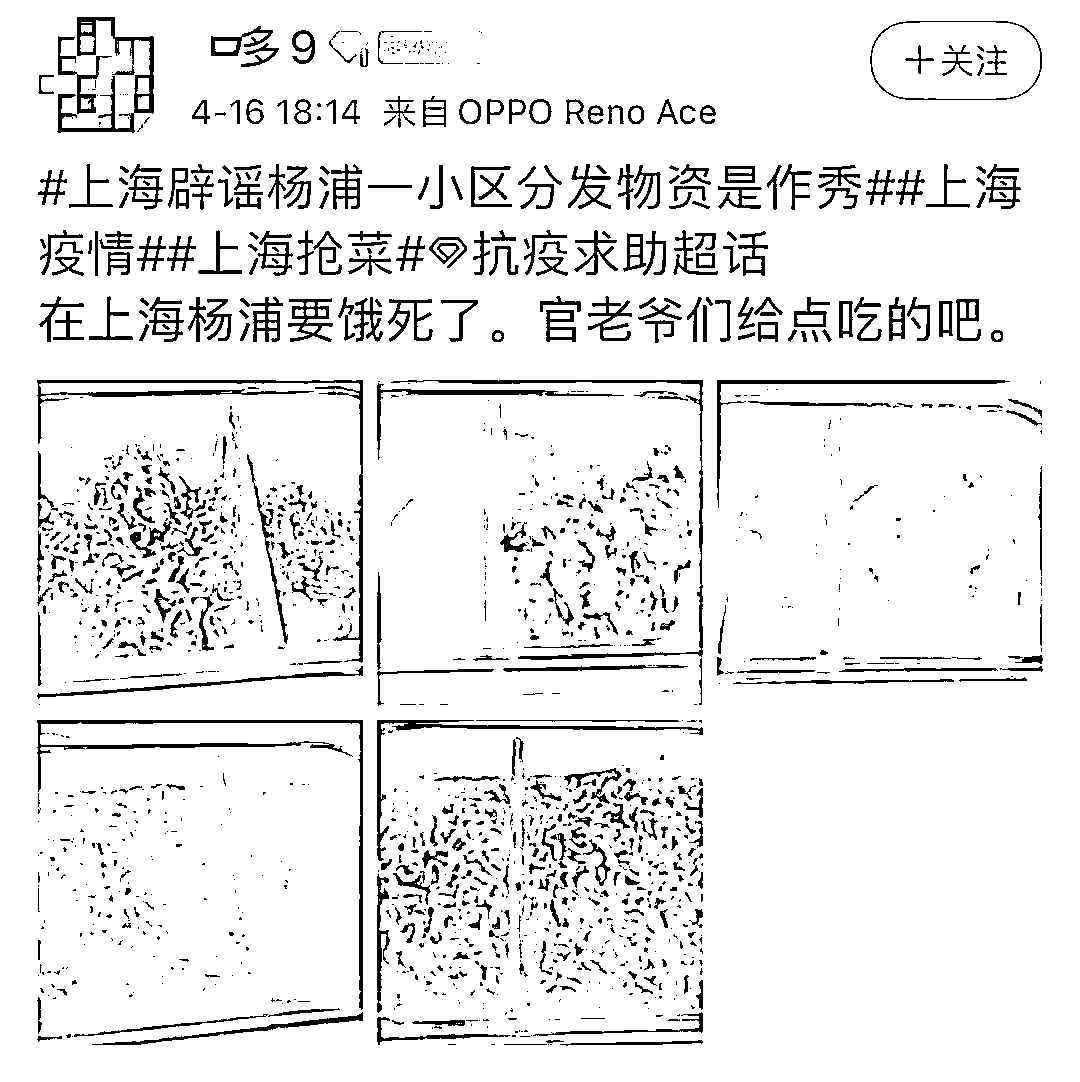 多 9
+关注
4-16 18:14 来自 OPPO Reno Ace
#上海辟谣杨浦一小区分发物资是作秀##上海
疫情##上海抢菜#抗疫求助超话
在上海杨浦要饿死了。官老爷们给点吃的吧。